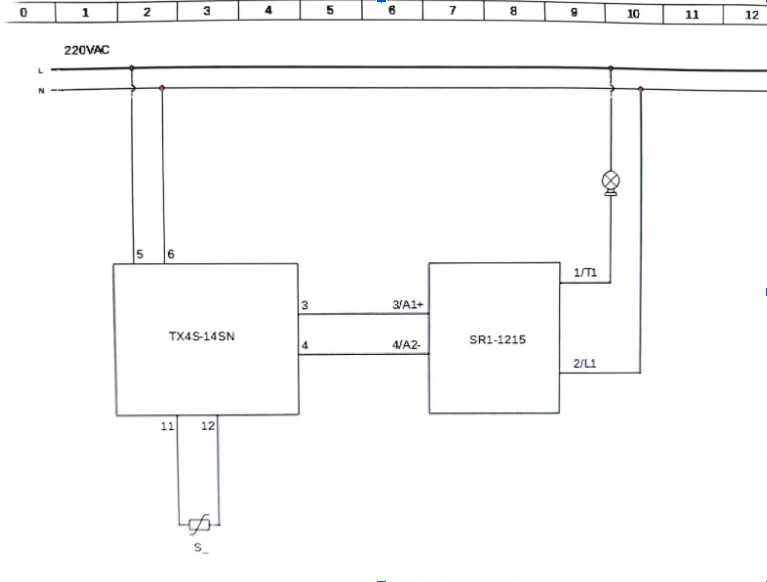 0 1 2 3 4 5 6 7 8 9 10 11 12
220VAC
L
N
5 6
1/T1
3 3/A1+
TX4S-14SN SR1-1215
4 4/A2-
2/L1
11 12
S_